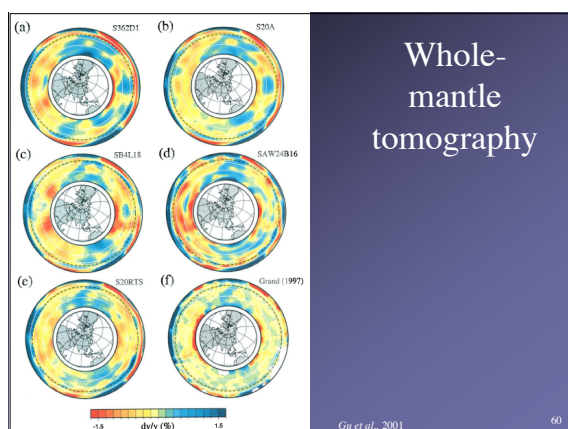 (a)
S362D1
(b)
S20A
(c)
SB4L18
(d)
SAW24B16
(e)
S20RTS
(f)
Grand (1997)
-1.5
dv/v (%)
1.5
Whole-
mantle
tomography
Gu et al., 2001
60